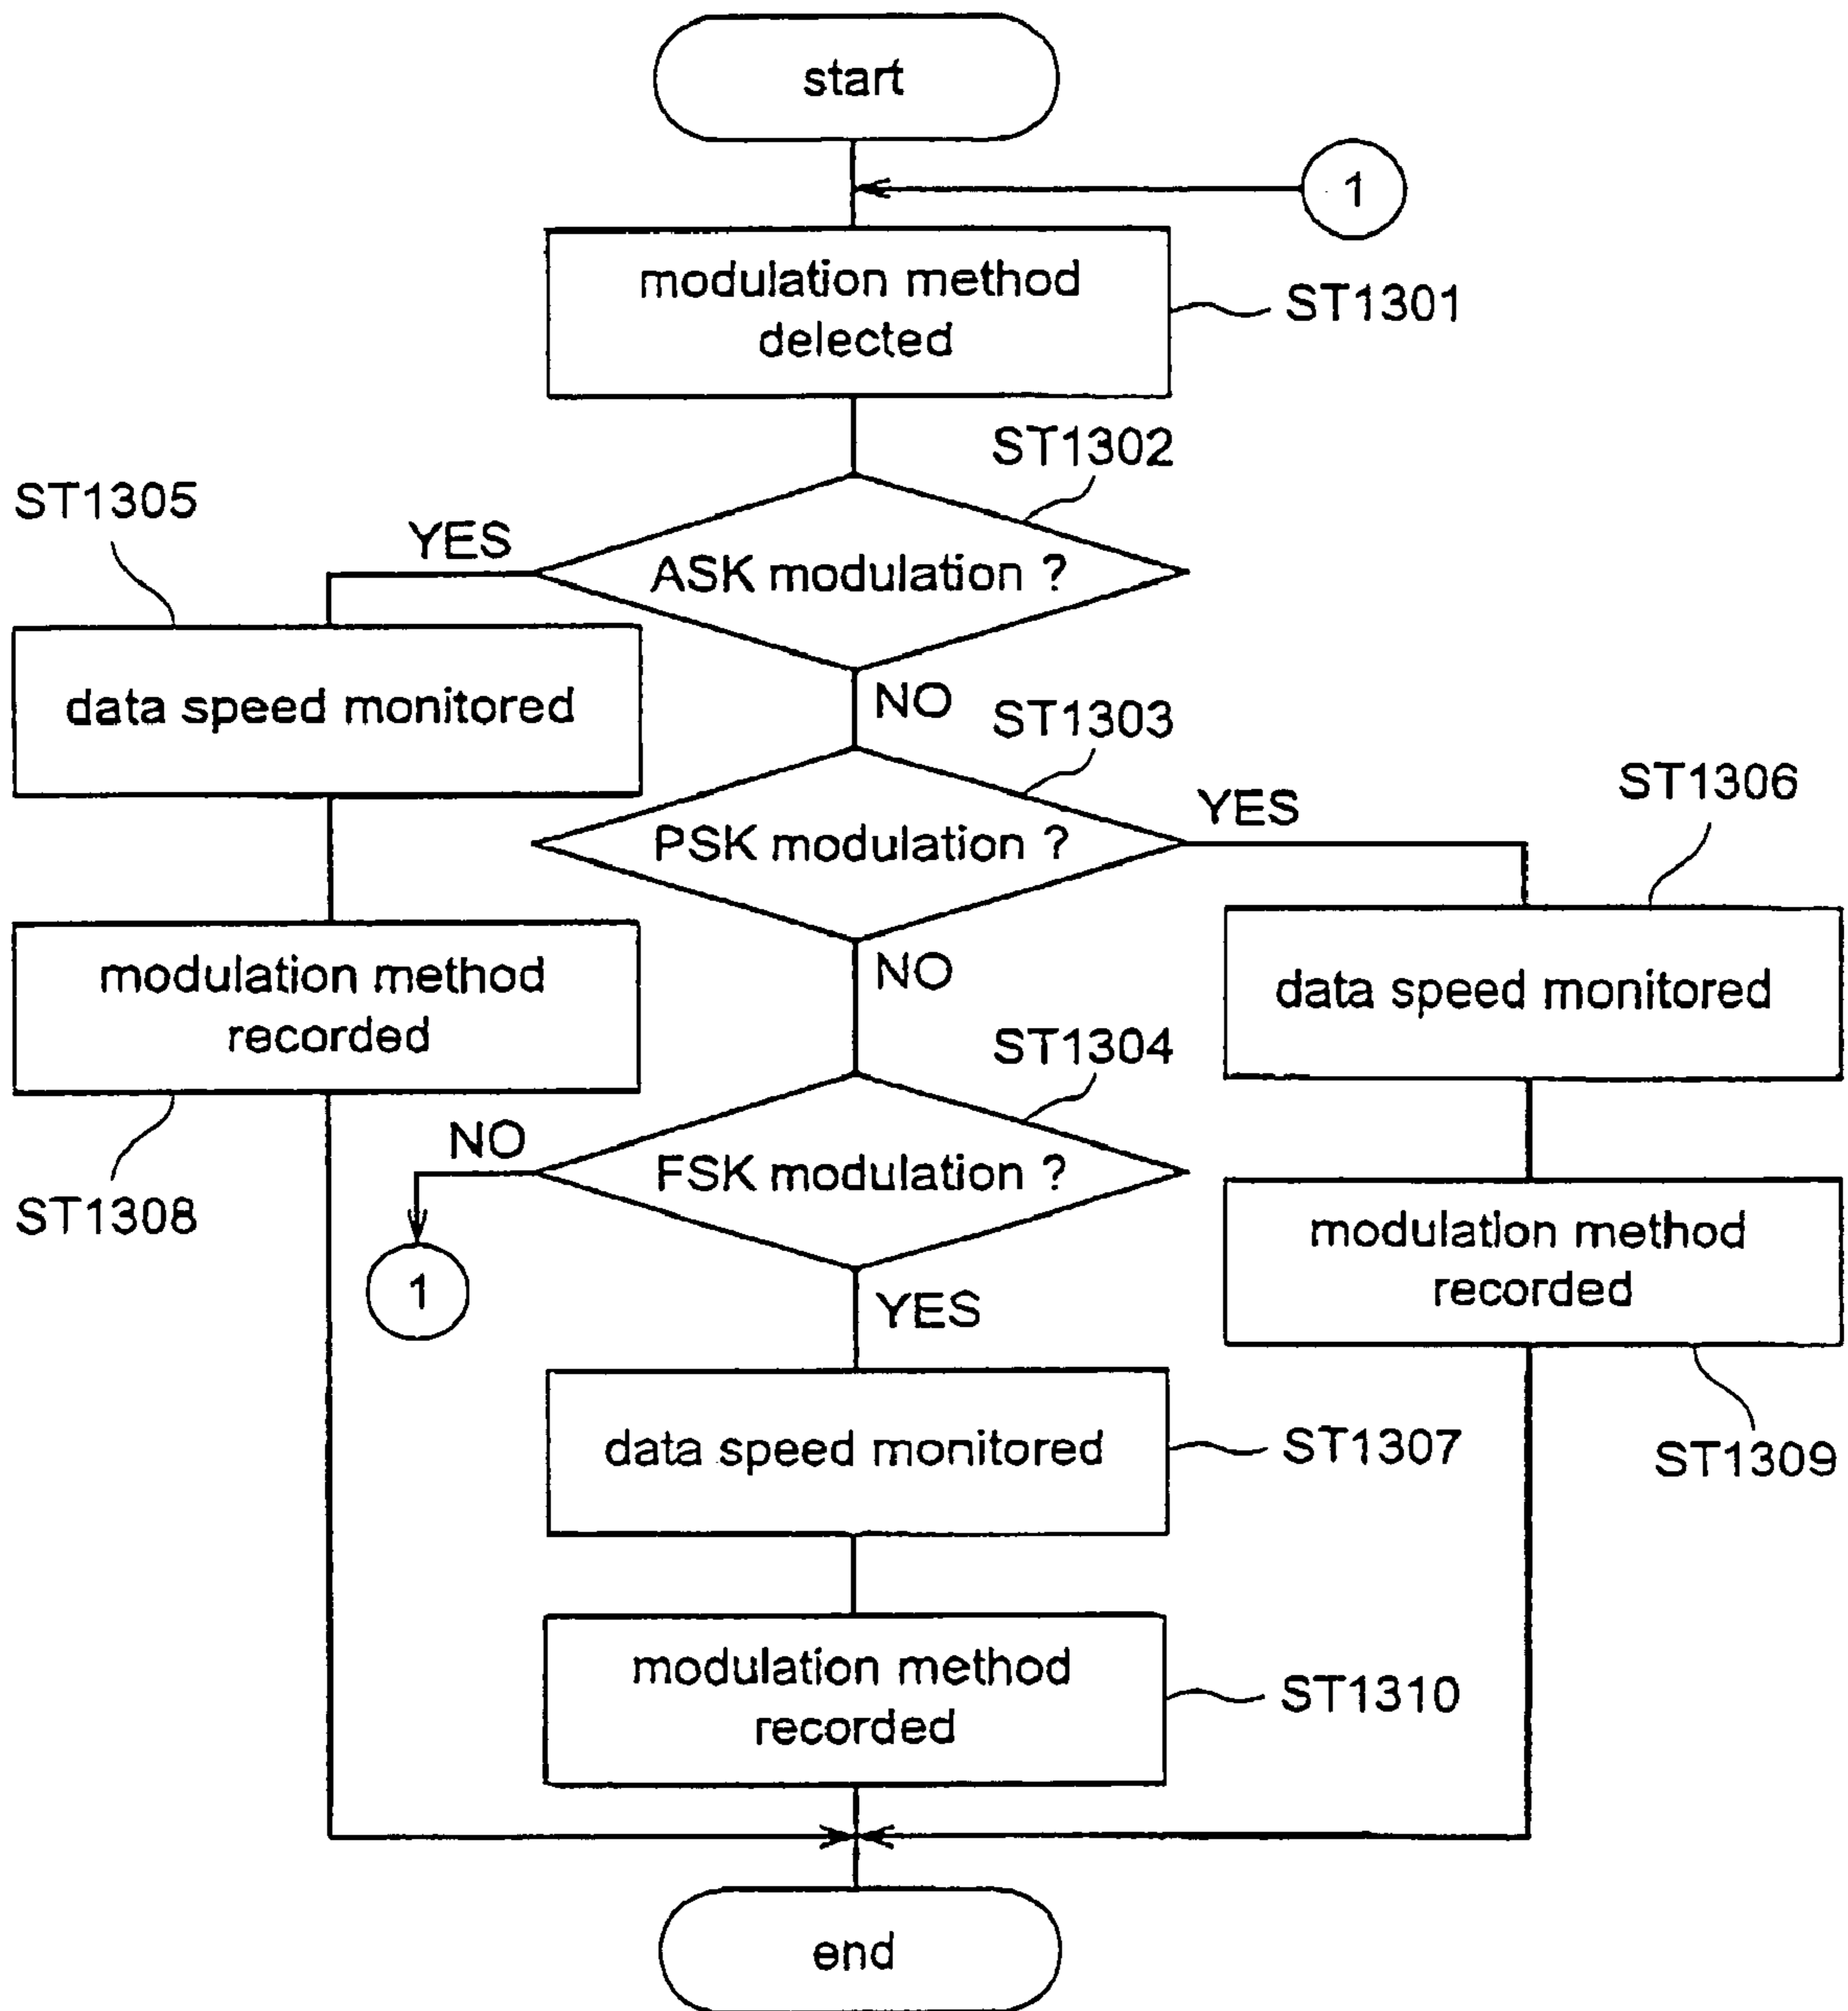 start
1
modulation method
delected
ST1301
ST1302
ST1305
YES
ASK modulation ?
data speed monitored
NO
ST1303
ST1306
YES
PSK modulation ?
modulation method
recorded
NO
data speed monitored
ST1304
ST1308
NO
FSK modulation ?
modulation method
recorded
1
YES
data speed monitored
ST1307
ST1309
modulation method
recorded
ST1310
end